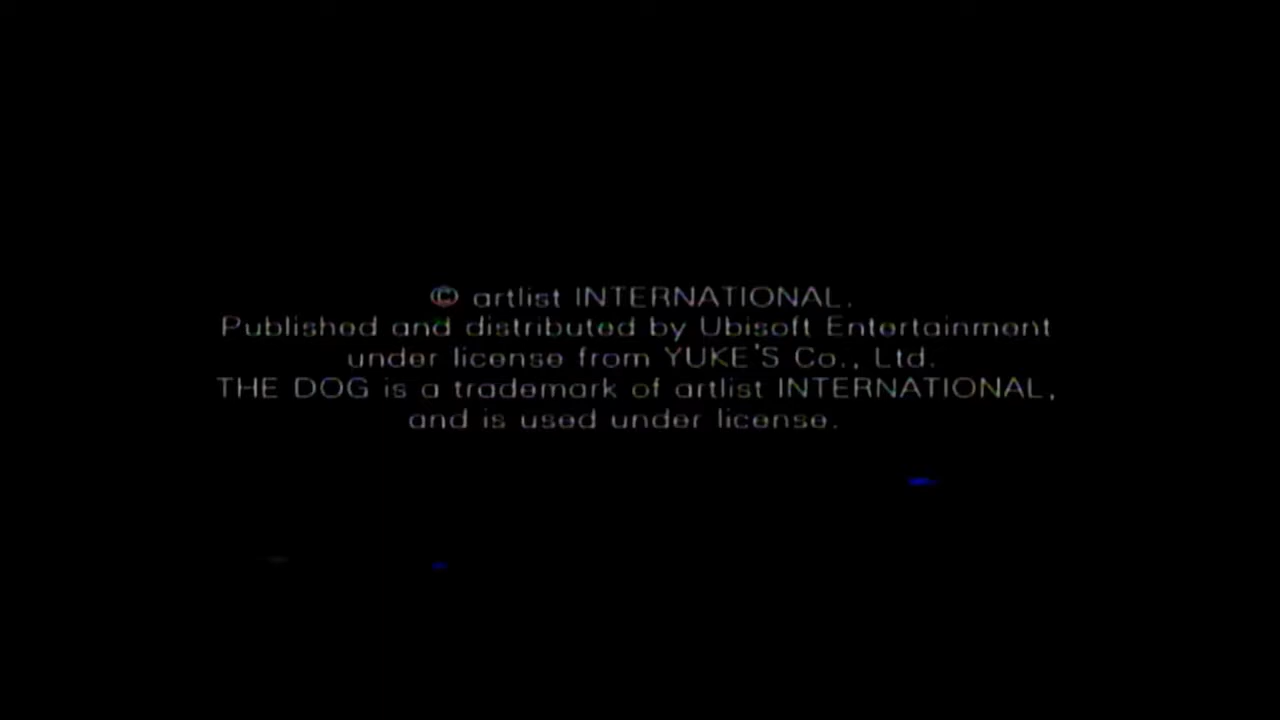 © artlist INTERNATIONAL.
Published and distributed by Ubisoft Entertainment
under license from YUKE'S Co., Ltd.
THE DOG is a trademark of artlist INTERNATIONAL,
and is used under license.